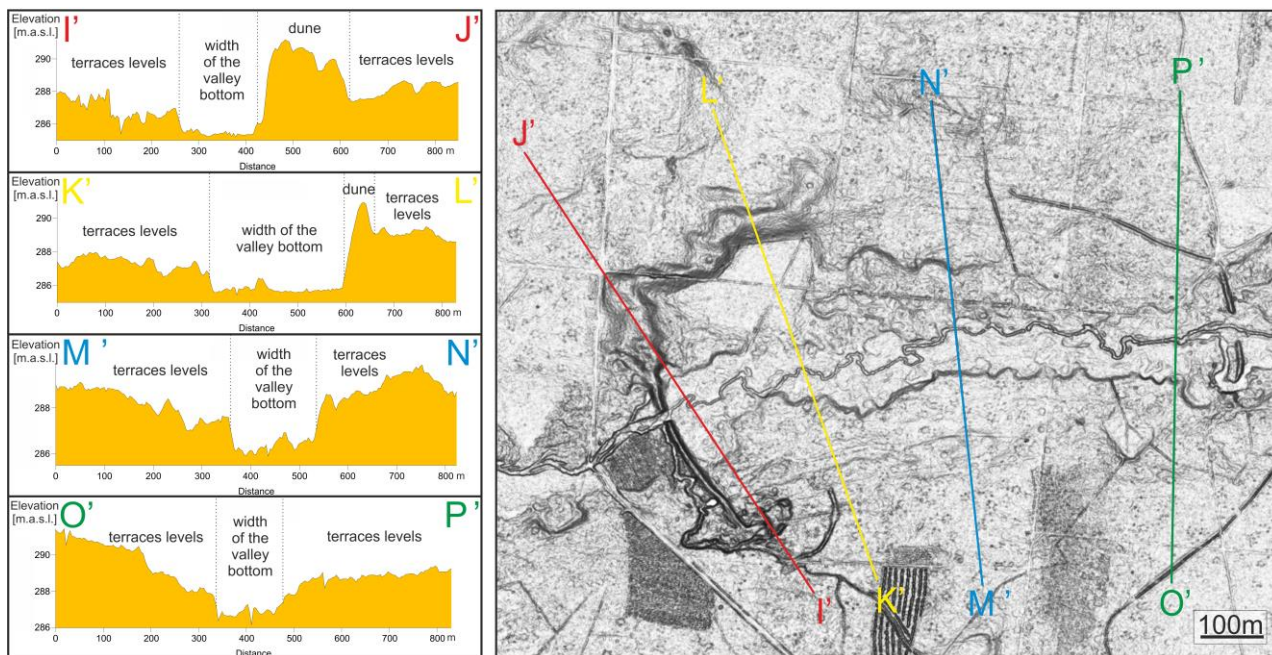 Elevation
[m.a.s.l.]
I'
J'
terraces levels
width
of the
valley
bottom
dune
terraces levels
290
288
286
0 100 200 300 400 500 600 700 800 m
Distance
Elevation
[m.a.s.l.]
K'
L'
terraces levels
width of the
valley bottom
dune
terraces
levels
290
288
286
0 100 200 300 400 500 600 700 800 m
Distance
Elevation
[m.a.s.l.]
M '
N'
terraces levels
width
of the
valley
bottom
terraces
levels
288
286
0 100 200 300 400 500 600 700 800 m
Distance
Elevation
[m.a.s.l.]
O'
P'
terraces levels
width
of the
valley
bottom
terraces levels
290
288
286
0 100 200 300 400 500 600 700 800 m
Distance
J'
L'
N'
P'
I'
K'
M '
O'
100m